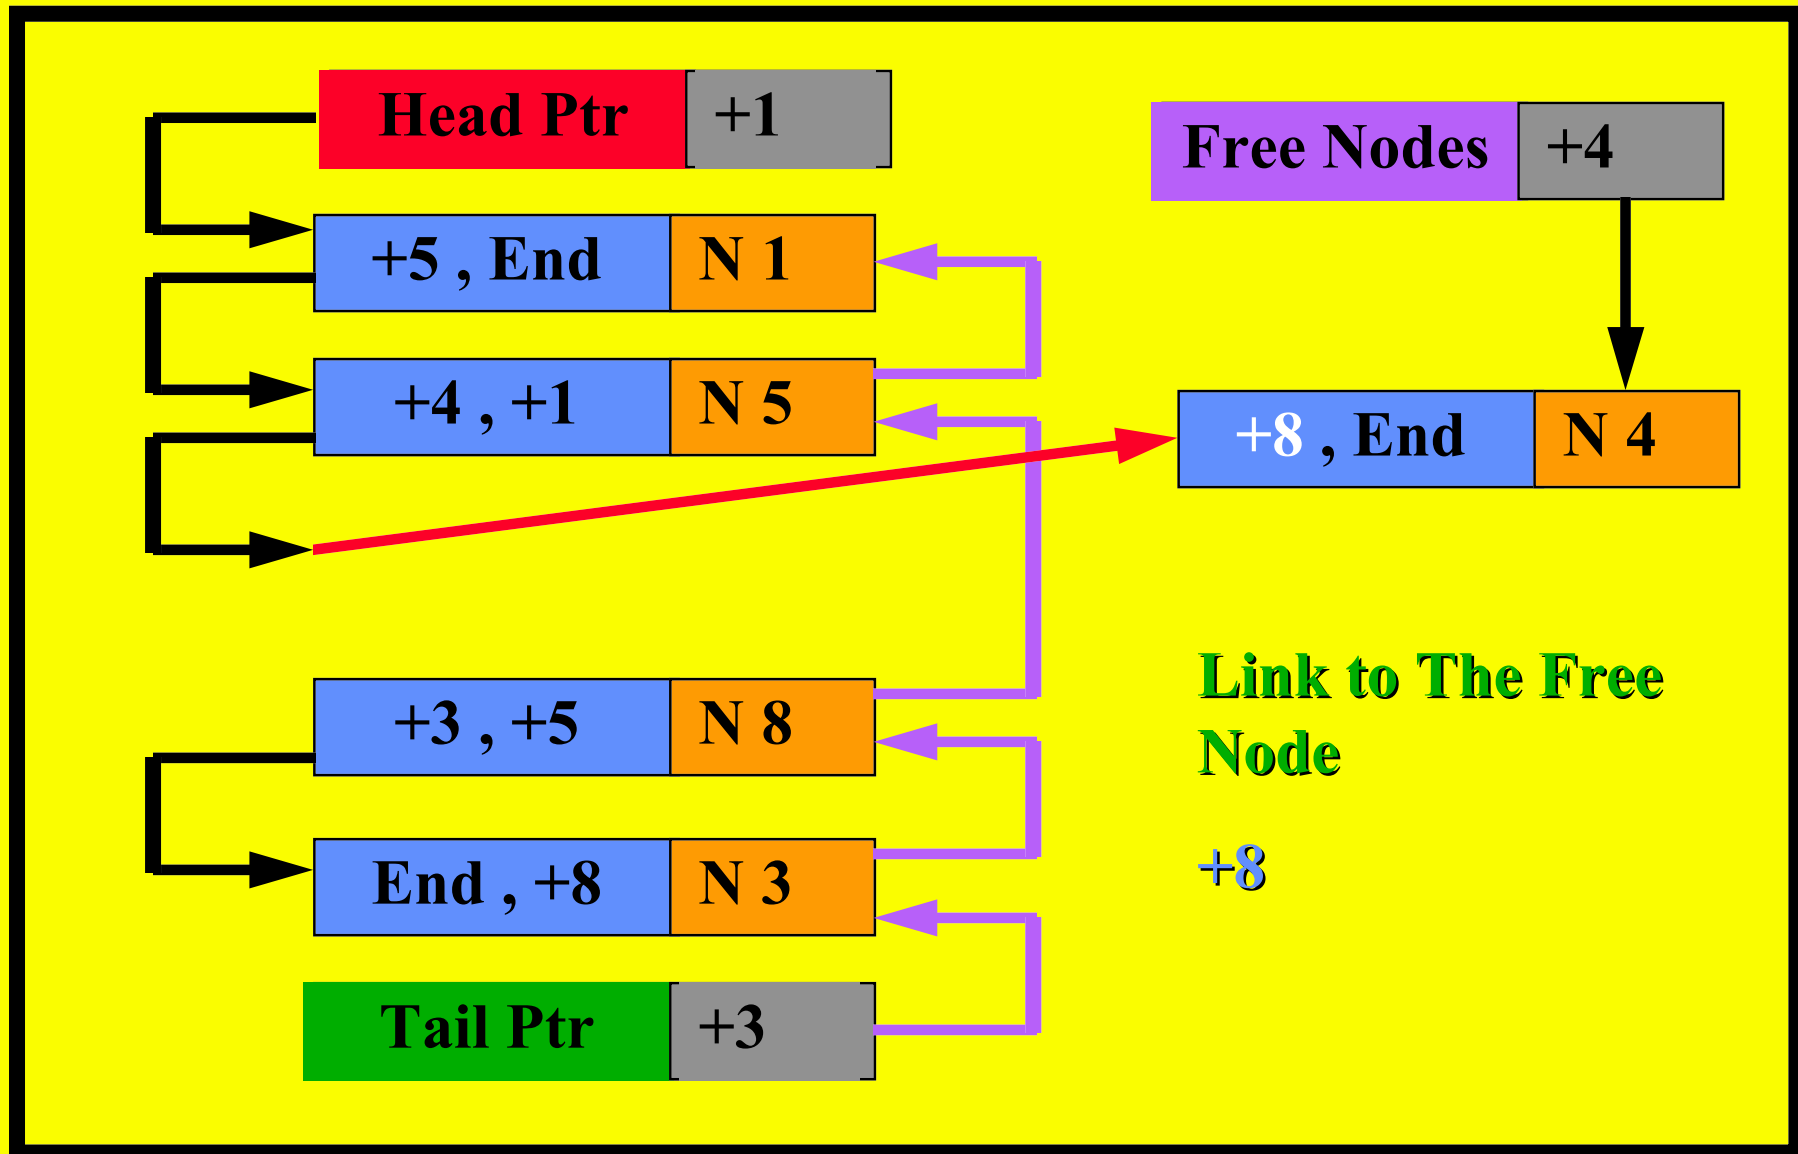 Head Ptr +1
Free Nodes +4
+5 , End N 1
+4 , +1 N 5
+8 , End N 4
Link to The Free
Node
+3 , +5 N 8
+8
End , +8 N 3
Tail Ptr +3